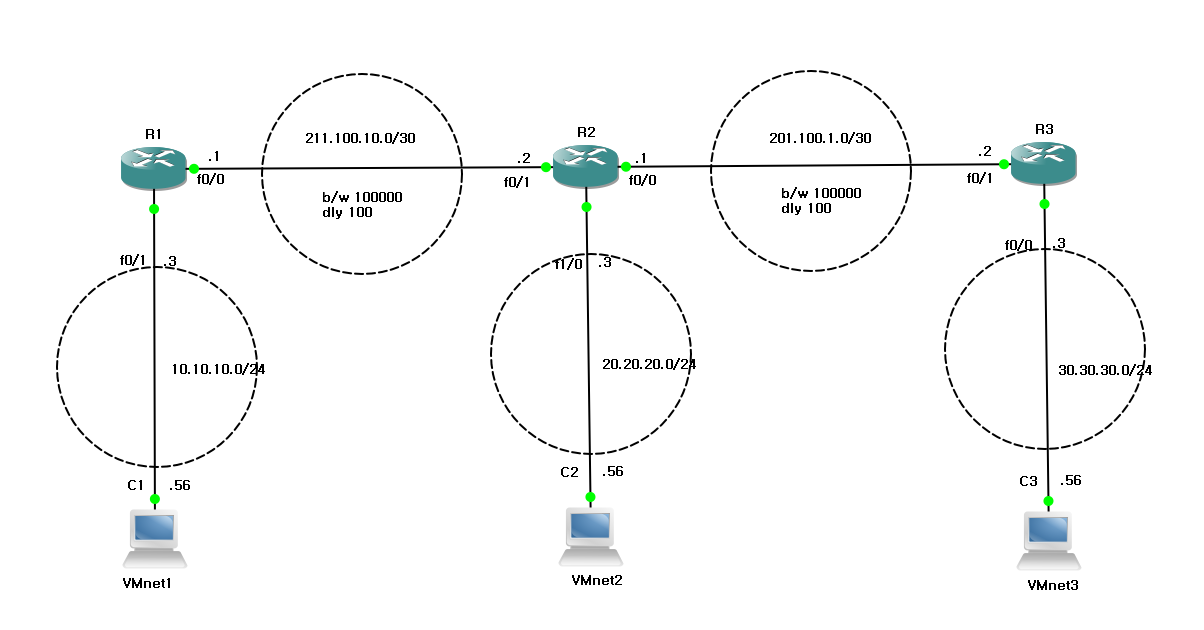 R1
R2
R3
211.100.10.0/30
201.100.1.0/30
.1
f0/0
.2
f0/1
.1
f0/0
.2
f0/1
b/w 100000
dly 100
b/w 100000
dly 100
f0/1
.3
f1/0
.3
f0/0
.3
10.10.10.0/24
20.20.20.0/24
30.30.30.0/24
C1
.56
C2
.56
C3
.56
VMnet1
VMnet2
VMnet3